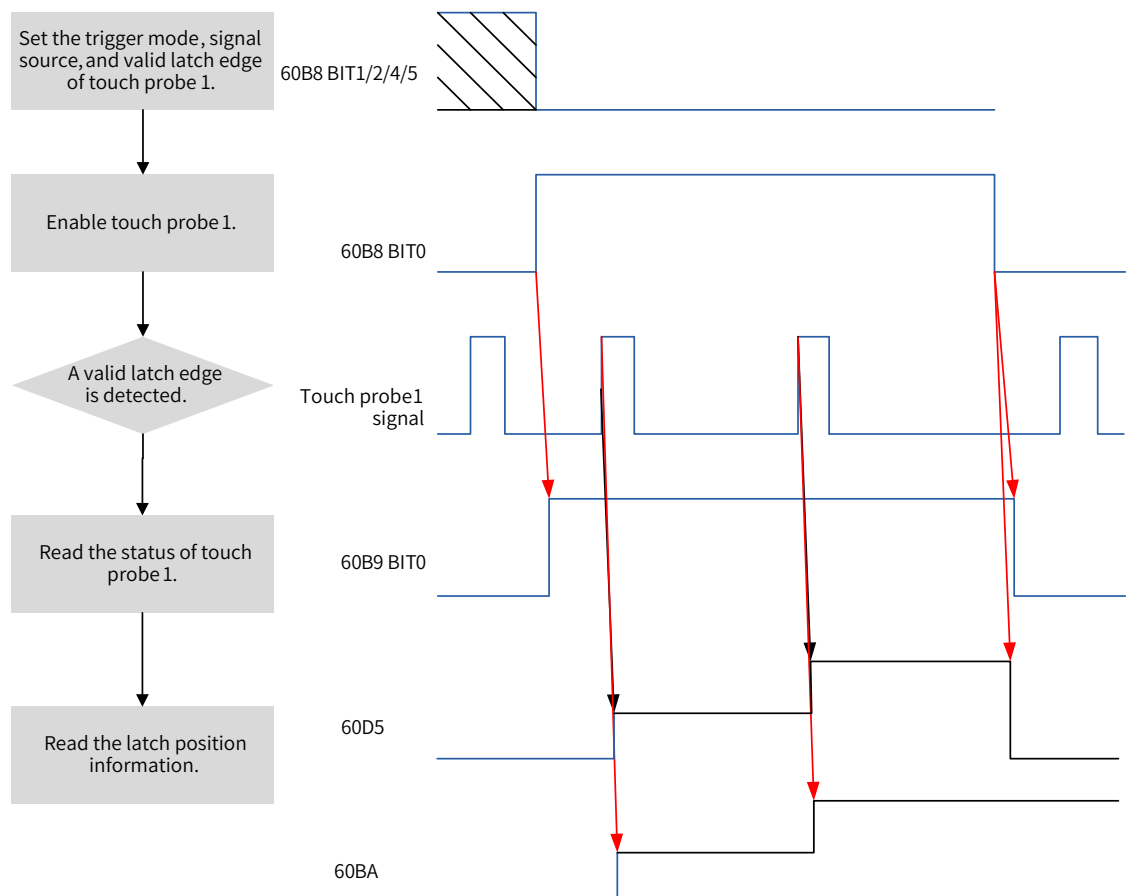 Set the trigger mode, signal
source, and valid latch edge
of touch probe 1.
60B8 BIT1/2/4/5
Enable touch probe 1.
60B8 BIT0
A valid latch edge
is detected.
Touch probe1
signal
Read the status of touch
probe 1.
60B9 BIT0
Read the latch position
information.
60D5
60BA